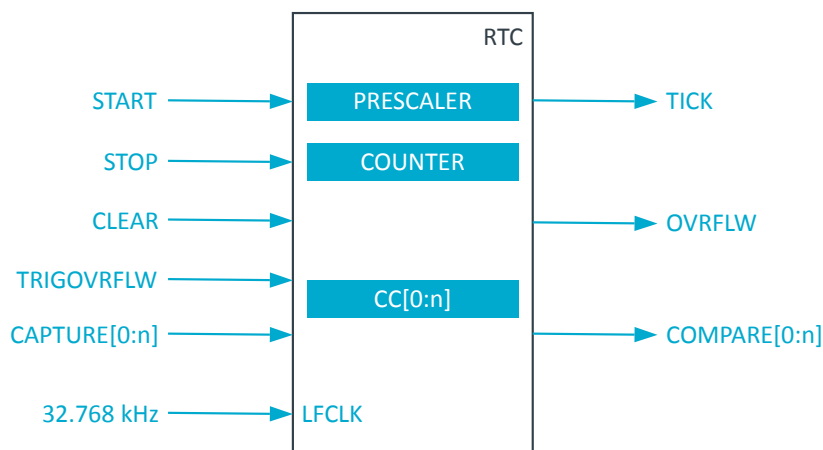 RTC
START
PRESCALER
TICK
STOP
COUNTER
CLEAR
OVRFLW
TRIGOVRFLW
CC[0:n]
CAPTURE[0:n]
COMPARE[0:n]
32.768 kHz
LFCLK